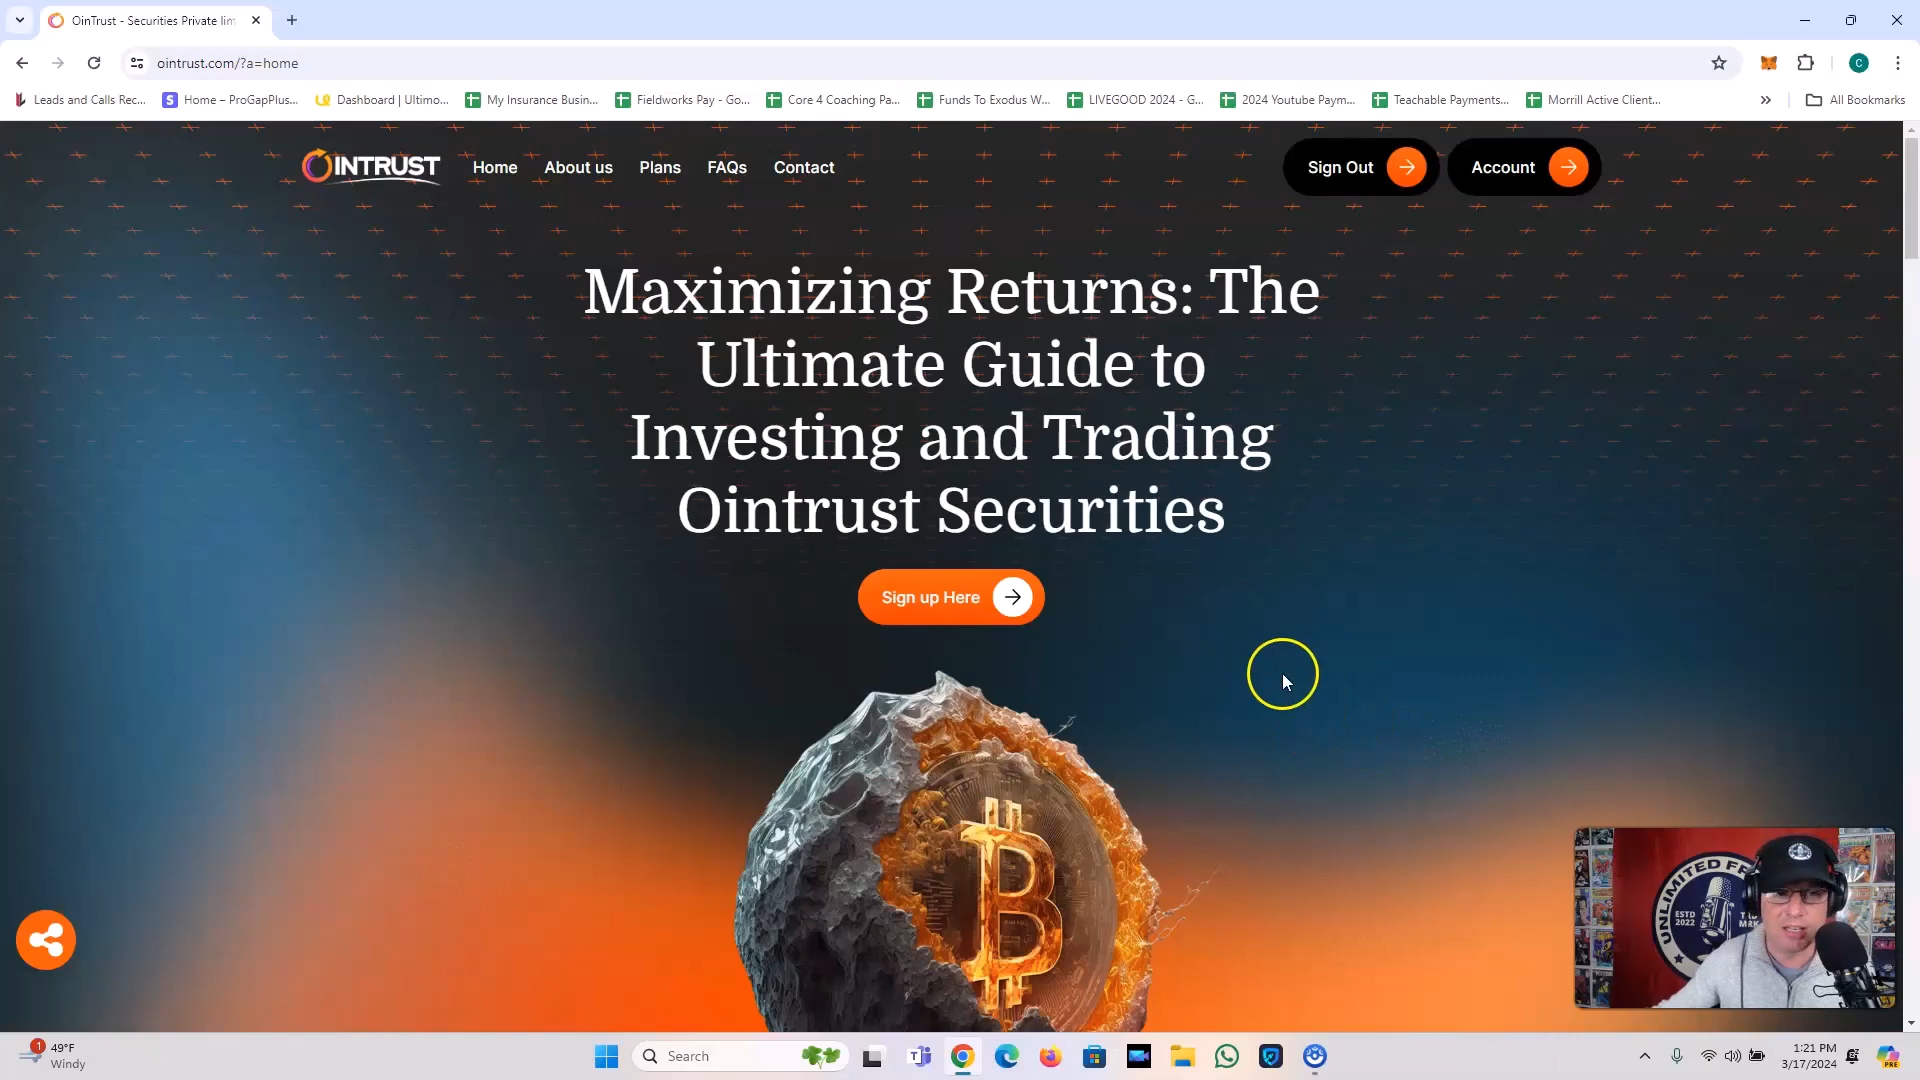 OinTrust - Securities Private lim
ointrust.com/?a=home
Leads and Calls Rec...
Home – ProGapPlus...
Dashboard | Ultimo...
My Insurance Busin...
Fieldworks Pay - Go...
Core 4 Coaching Pa...
Funds To Exodus W...
LIVEGOOD 2024 - G...
2024 Youtube Paym...
Teachable Payments...
Morrill Active Client...
All Bookmarks
C
OINTRUST
Home
About us
Plans
FAQs
Contact
Sign Out
Account
Maximizing Returns: The
Ultimate Guide to
Investing and Trading
Ointrust Securities
Sign up Here
B
UNLIMITED FR
ESTD
2022
1
49°F
Windy
Search
PRE
1:21 PM
3/17/2024